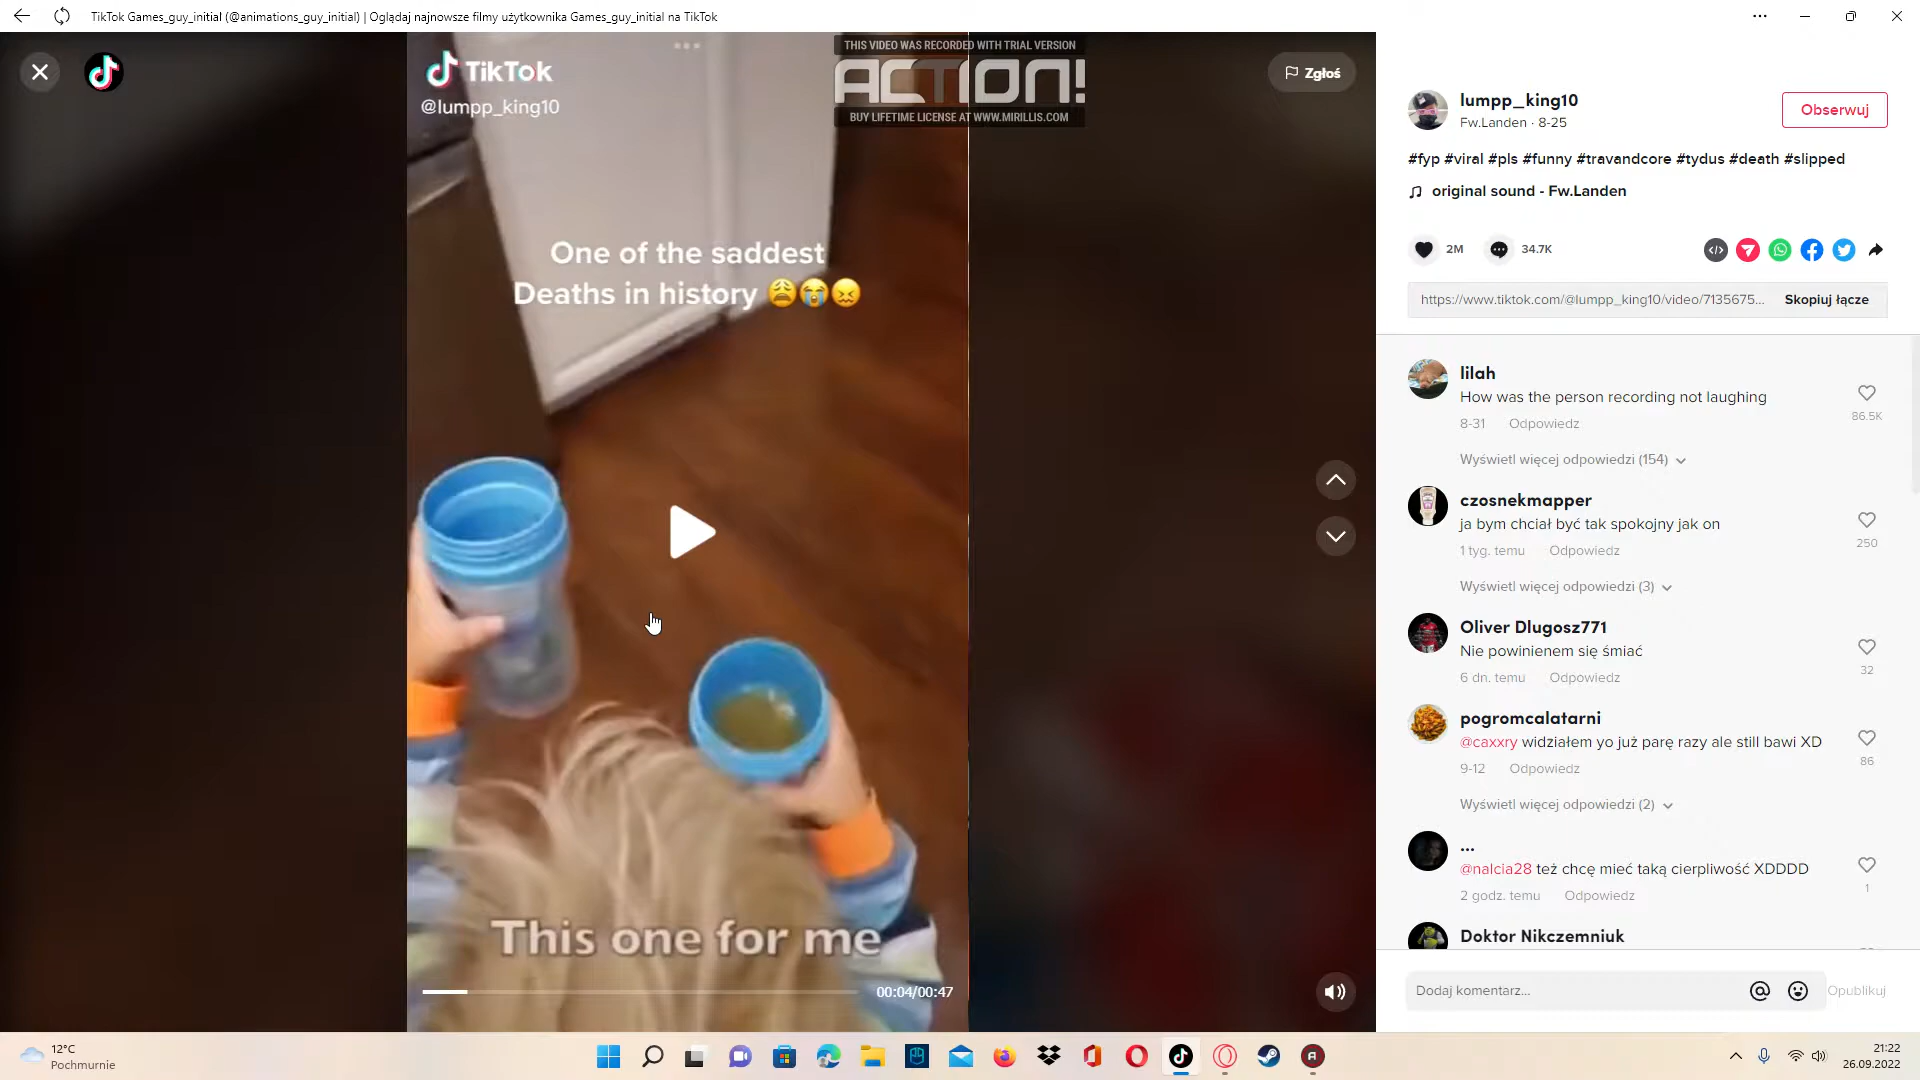 TikTok Games_guy_initial (@animations_guy_initial) | Oglądaj najnowsze filmy użytkownika Games_guy_initial na TikTok
TikTok
@lumpp_king10
THIS VIDEO WAS RECORDED WITH TRIAL VERSION
ACTION!
BUY LIFETIME LICENSE AT WWW.MIRILLIS.COM
Zgłoś
One of the saddest
Deaths in history 😩😭😖
This one for me
00:04/00:47
lumpp_king10
Fw.Landen · 8-25
Obserwuj
#fyp #viral #pls #funny #travandcore #tydus #death #slipped
original sound - Fw.Landen
2M
34.7K
https://www.tiktok.com/@lumpp_king10/video/7135675...
Skopiuj łącze
lilah
How was the person recording not laughing
86.5K
8-31 Odpowiedz
Wyświetl więcej odpowiedzi (154)
czosnekmapper
ja bym chciał być tak spokojny jak on
250
1 tyg. temu Odpowiedz
Wyświetl więcej odpowiedzi (3)
Oliver Dlugosz771
Nie powinienem się śmiać
32
6 dn. temu Odpowiedz
pogromcalatarni
@caxxry widziałem yo już parę razy ale still bawi XD
86
9-12 Odpowiedz
Wyświetl więcej odpowiedzi (2)
...
@nalcia28 też chcę mieć taką cierpliwość XDDDD
1
2 godz. temu Odpowiedz
Doktor Nikczemniuk
Dodaj komentarz...
Opublikuj
12°C
Pochmurnie
21:22
26.09.2022